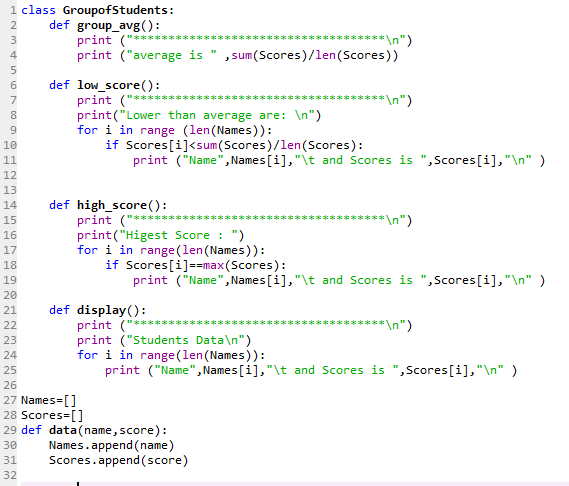 1 class GroupofStudents:
2     def group_avg():
3         print ("************************************\n")
4         print ("average is " ,sum(Scores)/len(Scores))
5
6     def low_score():
7         print ("************************************\n")
8         print("Lower than average are: \n")
9         for i in range (len(Names)):
10             if Scores[i]<sum(Scores)/len(Scores):
11                 print ("Name",Names[i],"\t and Scores is ",Scores[i],"\n" )
12
13
14     def high_score():
15         print ("************************************\n")
16         print("Higest Score : ")
17         for i in range(len(Names)):
18             if Scores[i]==max(Scores):
19                 print ("Name",Names[i],"\t and Scores is ",Scores[i],"\n" )
20
21     def display():
22         print ("************************************\n")
23         print ("Students Data\n")
24         for i in range(len(Names)):
25             print ("Name",Names[i],"\t and Scores is ",Scores[i],"\n" )
26
27 Names=[]
28 Scores=[]
29 def data(name,score):
30     Names.append(name)
31     Scores.append(score)
32